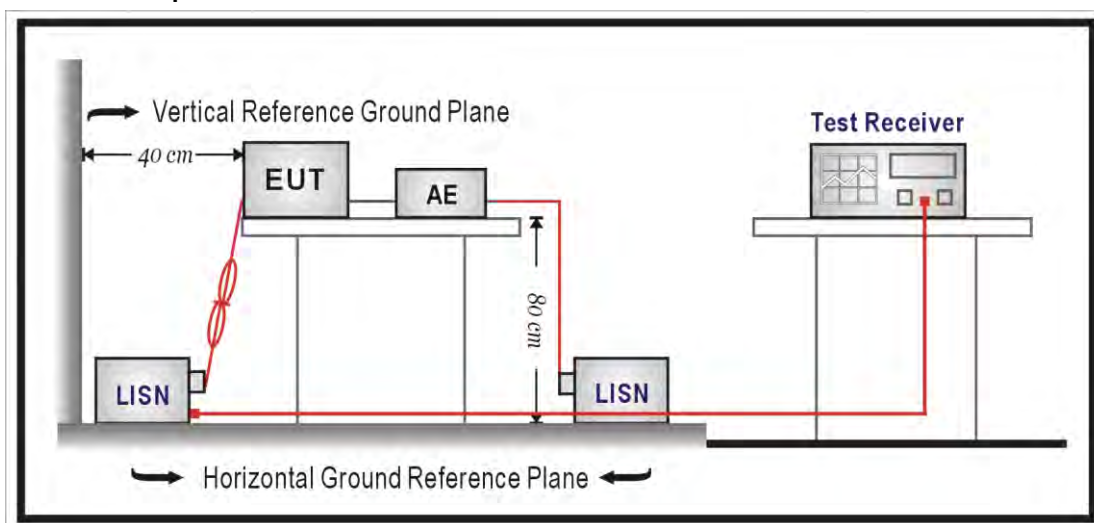 Vertical Reference Ground Plane
Test Receiver
40 cm
EUT
AE
80 cm
LISN
LISN
Horizontal Ground Reference Plane